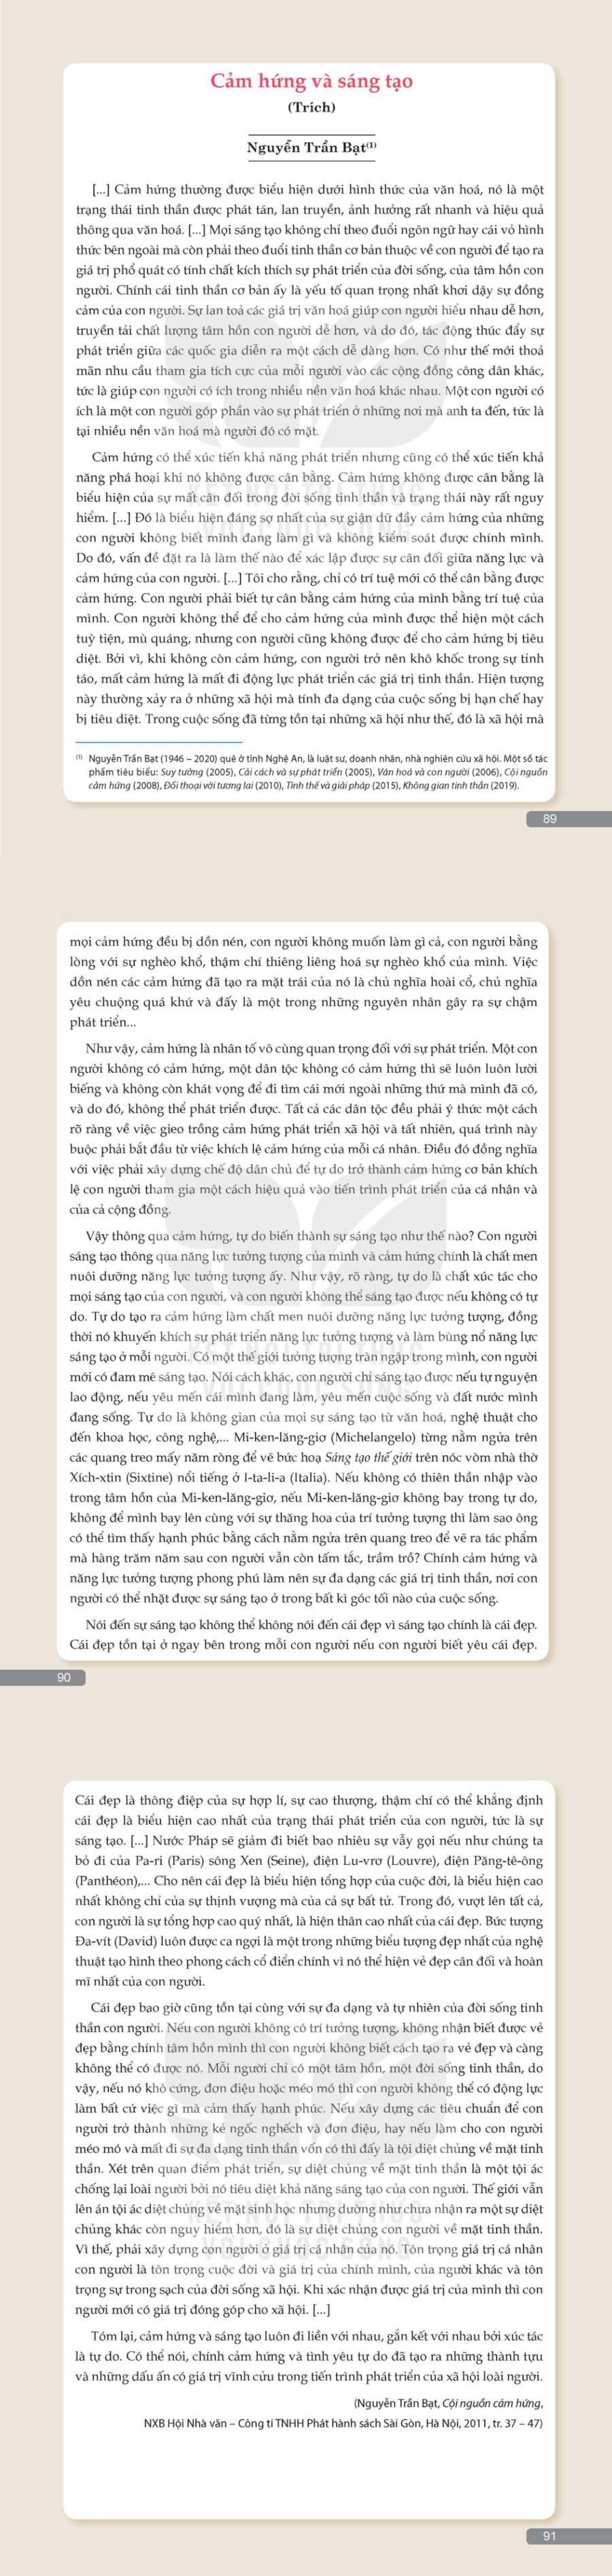 Cảm hứng và sáng tạo
(Trích)
Nguyễn Trần Bạt(1)
[...] Cảm hứng thường được biểu hiện dưới hình thức của văn hoá, nó là một
trạng thái tinh thần được phát tán, lan truyền, ảnh hưởng rất nhanh và hiệu quả
thông qua văn hoá. [...] Mọi sáng tạo không chỉ theo đuổi ngôn ngữ hay cái vỏ hình
thức bên ngoài mà còn phải theo đuổi tinh thần cơ bản thuộc về con người để tạo ra
giá trị phổ quát có tính chất kích thích sự phát triển của đời sống, của tâm hồn con
người. Chính cái tinh thần cơ bản ấy là yếu tố quan trọng nhất khơi dậy sự đồng
cảm của con người. Sự lan toả các giá trị văn hoá giúp con người hiểu nhau dễ hơn,
truyền tải chất lượng tâm hồn con người dễ hơn, và do đó, tác động thúc đẩy sự
phát triển giữa các quốc gia diễn ra một cách dễ dàng hơn. Có như thế mới thoả
mãn nhu cầu tham gia tích cực của mỗi người vào các cộng đồng công dân khác,
tức là giúp con người có ích trong nhiều nền văn hoá khác nhau. Một con người có
ích là một con người góp phần vào sự phát triển ở những nơi mà anh ta đến, tức là
tại nhiều nền văn hoá mà người đó có mặt.
Cảm hứng có thể xúc tiến khả năng phát triển nhưng cũng có thể xúc tiến khả
năng phá hoại khi nó không được cân bằng. Cảm hứng không được cân bằng là
biểu hiện của sự mất cân đối trong đời sống tinh thần và trạng thái này rất nguy
hiểm. [...] Đó là biểu hiện đáng sợ nhất của sự giận dữ đầy cảm hứng của những
con người không biết mình đang làm gì và không kiểm soát được chính mình.
Do đó, vấn đề đặt ra là làm thế nào để xác lập được sự cân đối giữa năng lực và
cảm hứng của con người. [...] Tôi cho rằng, chỉ có trí tuệ mới có thể cân bằng được
cảm hứng. Con người phải biết tự cân bằng cảm hứng của mình bằng trí tuệ của
mình. Con người không thể để cho cảm hứng của mình được thể hiện một cách
tuỳ tiện, mù quáng, nhưng con người cũng không được để cho cảm hứng bị tiêu
diệt. Bởi vì, khi không còn cảm hứng, con người trở nên khô khốc trong sự tỉnh
táo, mất cảm hứng là mất đi động lực phát triển các giá trị tinh thần. Hiện tượng
này thường xảy ra ở những xã hội mà tính đa dạng của cuộc sống bị hạn chế hay
bị tiêu diệt. Trong cuộc sống đã từng tồn tại những xã hội như thế, đó là xã hội mà
(1) Nguyễn Trần Bạt (1946 – 2020) quê ở tỉnh Nghệ An, là luật sư, doanh nhân, nhà nghiên cứu xã hội. Một số tác
phẩm tiêu biểu: Suy tưởng (2005), Cải cách và sự phát triển (2005), Văn hoá và con người (2006), Cội nguồn
cảm hứng (2008), Đối thoại với tương lai (2010), Tình thế và giải pháp (2015), Không gian tinh thần (2019).
89
mọi cảm hứng đều bị dồn nén, con người không muốn làm gì cả, con người bằng
lòng với sự nghèo khổ, thậm chí thiêng liêng hoá sự nghèo khổ của mình. Việc
dồn nén các cảm hứng đã tạo ra mặt trái của nó là chủ nghĩa hoài cổ, chủ nghĩa
yêu chuộng quá khứ và đấy là một trong những nguyên nhân gây ra sự chậm
phát triển...
Như vậy, cảm hứng là nhân tố vô cùng quan trọng đối với sự phát triển. Một con
người không có cảm hứng, một dân tộc không có cảm hứng thì sẽ luôn luôn lười
biếng và không còn khát vọng để đi tìm cái mới ngoài những thứ mà mình đã có,
và do đó, không thể phát triển được. Tất cả các dân tộc đều phải ý thức một cách
rõ ràng về việc gieo trồng cảm hứng phát triển xã hội và tất nhiên, quá trình này
buộc phải bắt đầu từ việc khích lệ cảm hứng của mỗi cá nhân. Điều đó đồng nghĩa
với việc phải xây dựng chế độ dân chủ để tự do trở thành cảm hứng cơ bản khích
lệ con người tham gia một cách hiệu quả vào tiến trình phát triển của cá nhân và
của cả cộng đồng.
Vậy thông qua cảm hứng, tự do biến thành sự sáng tạo như thế nào? Con người
sáng tạo thông qua năng lực tưởng tượng của mình và cảm hứng chính là chất men
nuôi dưỡng năng lực tưởng tượng ấy. Như vậy, rõ ràng, tự do là chất xúc tác cho
mọi sáng tạo của con người, và con người không thể sáng tạo được nếu không có tự
do. Tự do tạo ra cảm hứng làm chất men nuôi dưỡng năng lực tưởng tượng, đồng
thời nó khuyến khích sự phát triển năng lực tưởng tượng và làm bùng nổ năng lực
sáng tạo ở mỗi người. Có một thế giới tưởng tượng tràn ngập trong mình, con người
mới có đam mê sáng tạo. Nói cách khác, con người chỉ sáng tạo được nếu tự nguyện
lao động, nếu yêu mến cái mình đang làm, yêu mến cuộc sống và đất nước mình
đang sống. Tự do là không gian của mọi sự sáng tạo từ văn hoá, nghệ thuật cho
đến khoa học, công nghệ,... Mi-ken-lăng-giơ (Michelangelo) từng nằm ngửa trên
các quang treo mấy năm ròng để vẽ bức hoạ Sáng tạo thế giới trên nóc vòm nhà thờ
Xích-xtin (Sixtine) nổi tiếng ở I-ta-li-a (Italia). Nếu không có thiên thần nhập vào
trong tâm hồn của Mi-ken-lăng-giơ, nếu Mi-ken-lăng-giơ không bay trong tự do,
không để mình bay lên cùng với sự thăng hoa của trí tưởng tượng thì làm sao ông
có thể tìm thấy hạnh phúc bằng cách nằm ngửa trên quang treo để vẽ ra tác phẩm
mà hàng trăm năm sau con người vẫn còn tấm tắc, trầm trồ? Chính cảm hứng và
năng lực tưởng tượng phong phú làm nên sự đa dạng các giá trị tinh thần, nơi con
người có thể nhặt được sự sáng tạo ở trong bất kì góc tối nào của cuộc sống.
Nói đến sự sáng tạo không thể không nói đến cái đẹp vì sáng tạo chính là cái đẹp.
Cái đẹp tồn tại ở ngay bên trong mỗi con người nếu con người biết yêu cái đẹp.
90
Cái đẹp là thông điệp của sự hợp lí, sự cao thượng, thậm chí có thể khẳng định
cái đẹp là biểu hiện cao nhất của trạng thái phát triển của con người, tức là sự
sáng tạo. [...] Nước Pháp sẽ giảm đi biết bao nhiêu sự vẫy gọi nếu như chúng ta
bỏ đi của Pa-ri (Paris) sông Xen (Seine), điện Lu-vrơ (Louvre), điện Păng-tê-ông
(Panthéon),... Cho nên cái đẹp là biểu hiện tổng hợp của cuộc đời, là biểu hiện cao
nhất không chỉ của sự thịnh vượng mà của cả sự bất tử. Trong đó, vượt lên tất cả,
con người là sự tổng hợp cao quý nhất, là hiện thân cao nhất của cái đẹp. Bức tượng
Đa-vít (David) luôn được ca ngợi là một trong những biểu tượng đẹp nhất của nghệ
thuật tạo hình theo phong cách cổ điển chính vì nó thể hiện vẻ đẹp cân đối và hoàn
mĩ nhất của con người.
Cái đẹp bao giờ cũng tồn tại cùng với sự đa dạng và tự nhiên của đời sống tinh
thần con người. Nếu con người không có trí tưởng tượng, không nhận biết được vẻ
đẹp bằng chính tâm hồn mình thì con người không biết cách tạo ra vẻ đẹp và càng
không thể có được nó. Mỗi người chỉ có một tâm hồn, một đời sống tinh thần, do
vậy, nếu nó khô cứng, đơn điệu hoặc méo mó thì con người không thể có động lực
làm bất cứ việc gì mà cảm thấy hạnh phúc. Nếu xây dựng các tiêu chuẩn để con
người trở thành những kẻ ngốc nghếch và đơn điệu, hay nếu làm cho con người
méo mó và mất đi sự đa dạng tinh thần vốn có thì đấy là tội diệt chủng về mặt tinh
thần. Xét trên quan điểm phát triển, sự diệt chủng về mặt tinh thần là một tội ác
chống lại loài người bởi nó tiêu diệt khả năng sáng tạo của con người. Thế giới vẫn
lên án tội ác diệt chủng về mặt sinh học nhưng dường như chưa nhận ra một sự diệt
chủng khác còn nguy hiểm hơn, đó là sự diệt chủng con người về mặt tinh thần.
Vì thế, phải xây dựng con người ở giá trị cá nhân của nó. Tôn trọng giá trị cá nhân
con người là tôn trọng cuộc đời và giá trị của chính mình, của người khác và tôn
trọng sự trong sạch của đời sống xã hội. Khi xác nhận được giá trị của mình thì con
người mới có giá trị đóng góp cho xã hội. [...]
Tóm lại, cảm hứng và sáng tạo luôn đi liền với nhau, gắn kết với nhau bởi xúc tác
là tự do. Có thể nói, chính cảm hứng và tình yêu tự do đã tạo ra những thành tựu
và những dấu ấn có giá trị vĩnh cửu trong tiến trình phát triển của xã hội loài người.
(Nguyễn Trần Bạt, Cội nguồn cảm hứng,
NXB Hội Nhà văn – Công ti TNHH Phát hành sách Sài Gòn, Hà Nội, 2011, tr. 37 – 47)
91